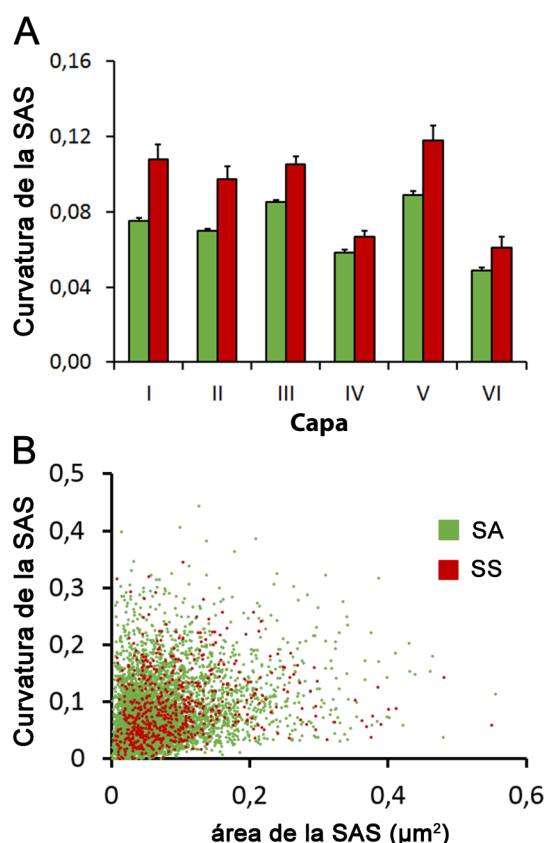 A
Curvatura de la SAS
0,16
0,12
0,08
0,04
0,00
I II III IV V VI
Capa
B
Curvatura de la SAS
0,5
0,4
0,3
0,2
0,1
0
0 0,2 0,4 0,6
área de la SAS (µm²)
SA
SS